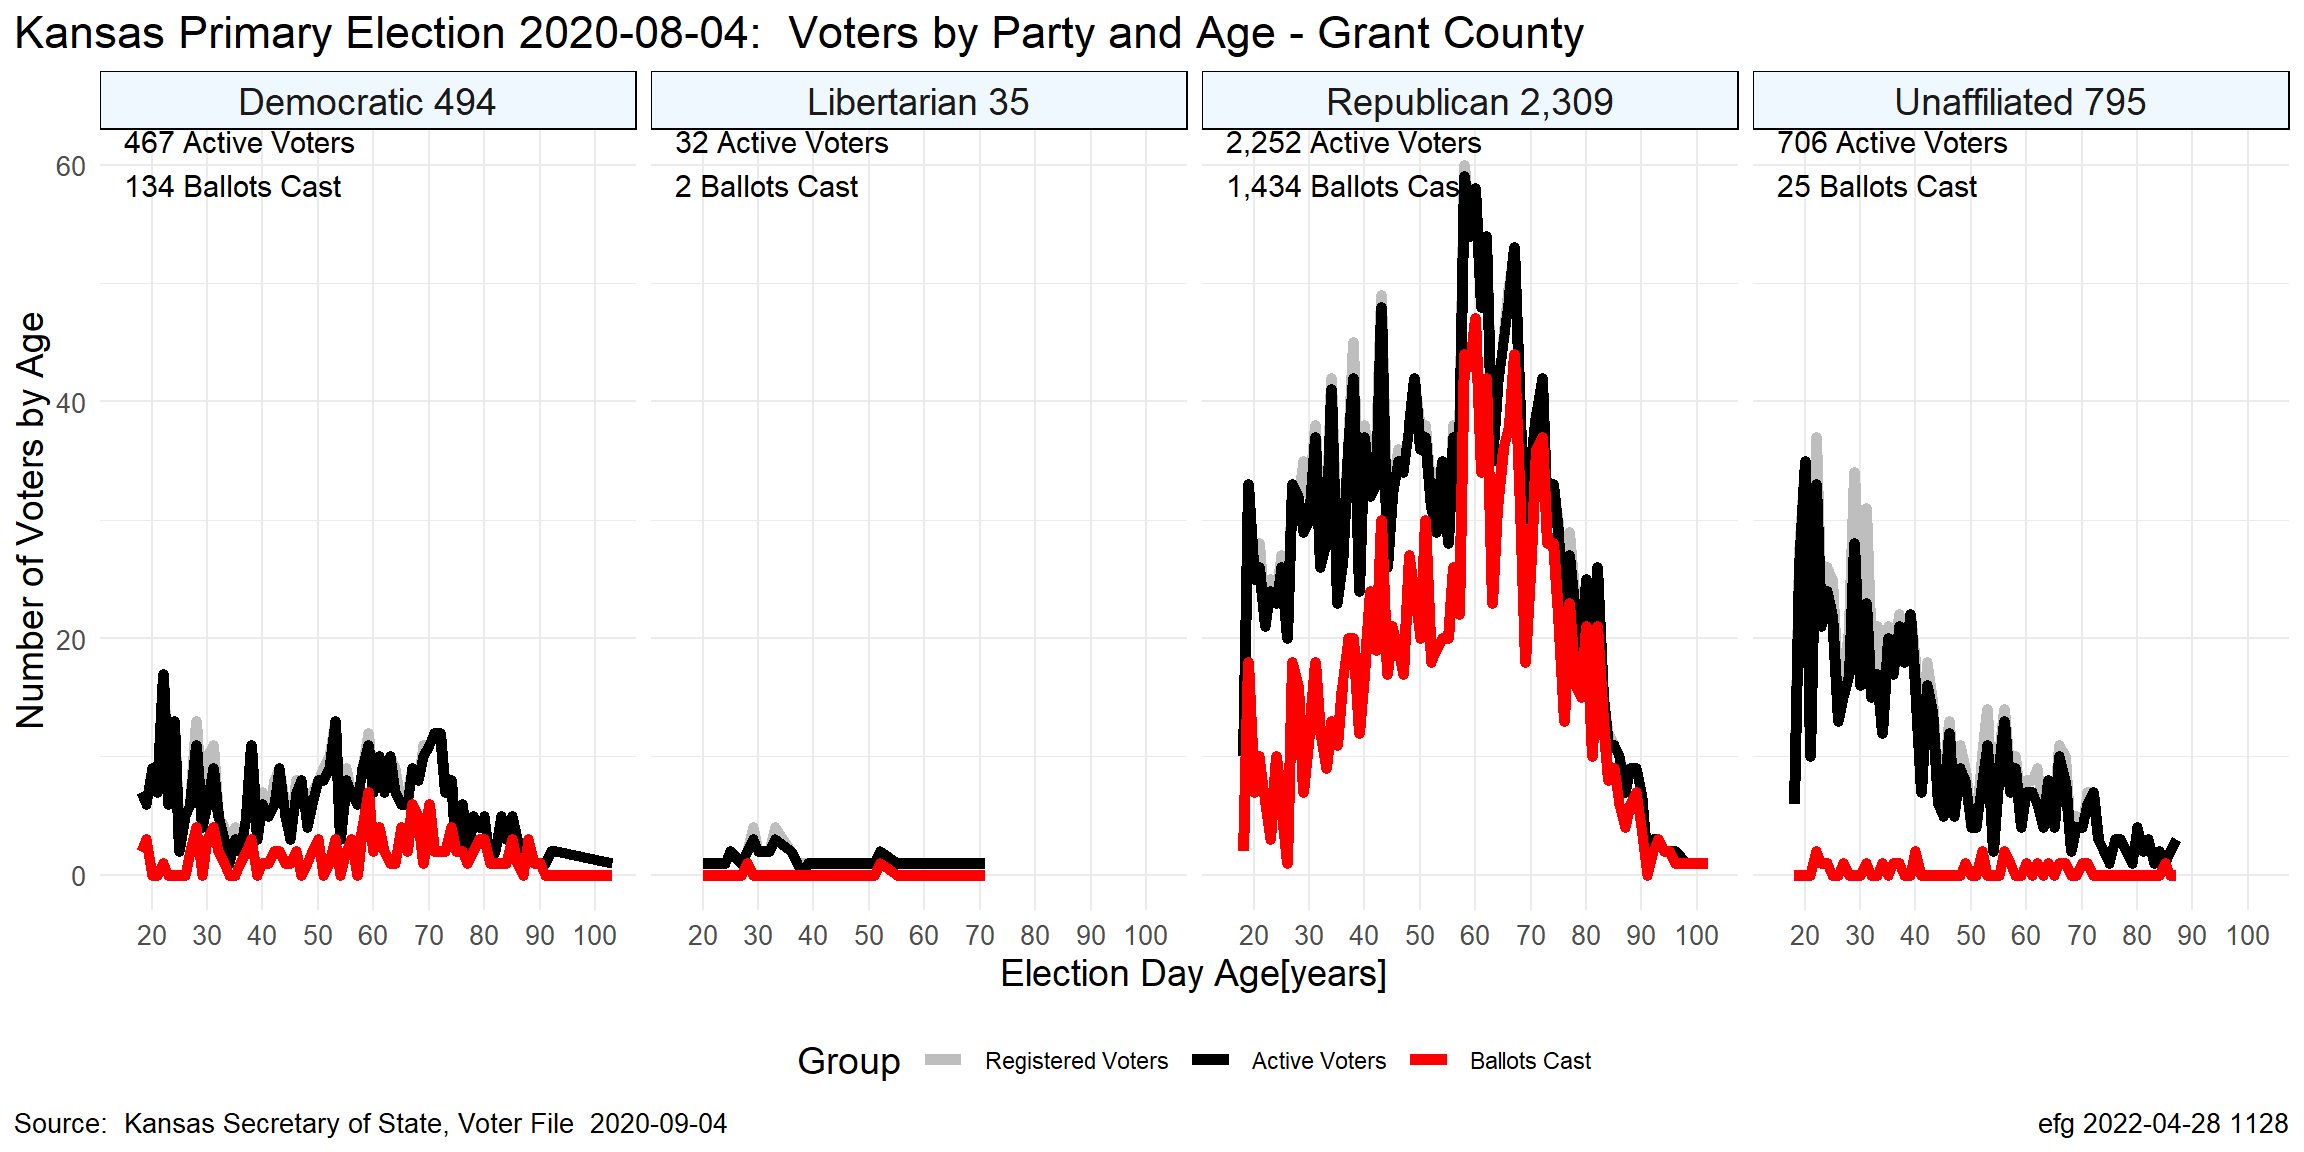 Kansas Primary Election 2020-08-04:  Voters by Party and Age - Grant County
Democratic 494
Libertarian 35
Republican 2,309
Unaffiliated 795
467 Active Voters
134 Ballots Cast
32 Active Voters
2 Ballots Cast
2,252 Active Voters
1,434 Ballots Cast
706 Active Voters
25 Ballots Cast
Number of Voters by Age
60
40
20
0
20 30 40 50 60 70 80 90 100
20 30 40 50 60 70 80 90 100
20 30 40 50 60 70 80 90 100
20 30 40 50 60 70 80 90 100
Election Day Age[years]
Group Registered Voters Active Voters Ballots Cast
Source:  Kansas Secretary of State, Voter File  2020-09-04
efg 2022-04-28 1128